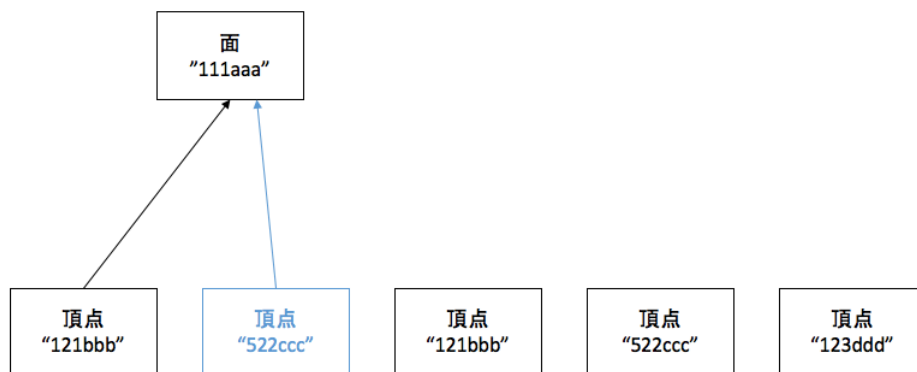 面
”111aaa”
頂点
“121bbb”
頂点
“522ccc”
頂点
“121bbb”
頂点
“522ccc”
頂点
“123ddd”